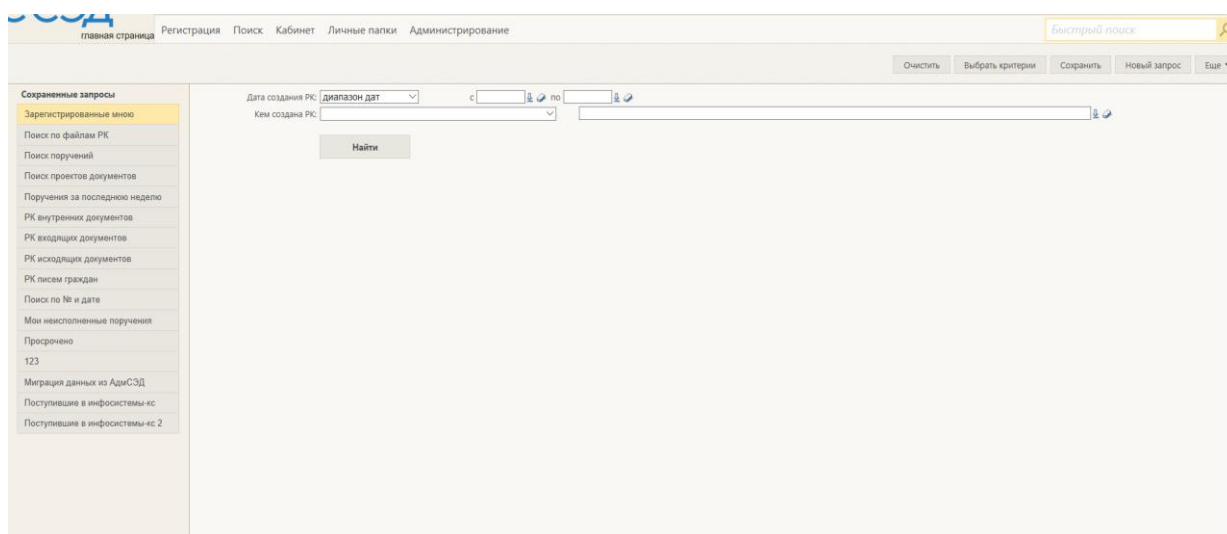 ССЭД
главная страница
Регистрация Поиск Кабинет Личные папки Администрирование
Быстрый поиск
Очистить Выбрать критерии Сохранить Новый запрос Еще
Сохраненные запросы
Зарегистрированные мною
Поиск по файлам РК
Поиск поручений
Поиск проектов документов
Поручения за последнюю неделю
РК внутренних документов
РК входящих документов
РК исходящих документов
РК писем граждан
Поиск по № и дате
Мои неисполненные поручения
Просрочено
123
Миграция данных из АдмСЭД
Поступившие в инфосистемы-кс
Поступившие в инфосистемы-кс 2
Дата создания РК: диапазон дат с по
Кем создана РК:
Найти